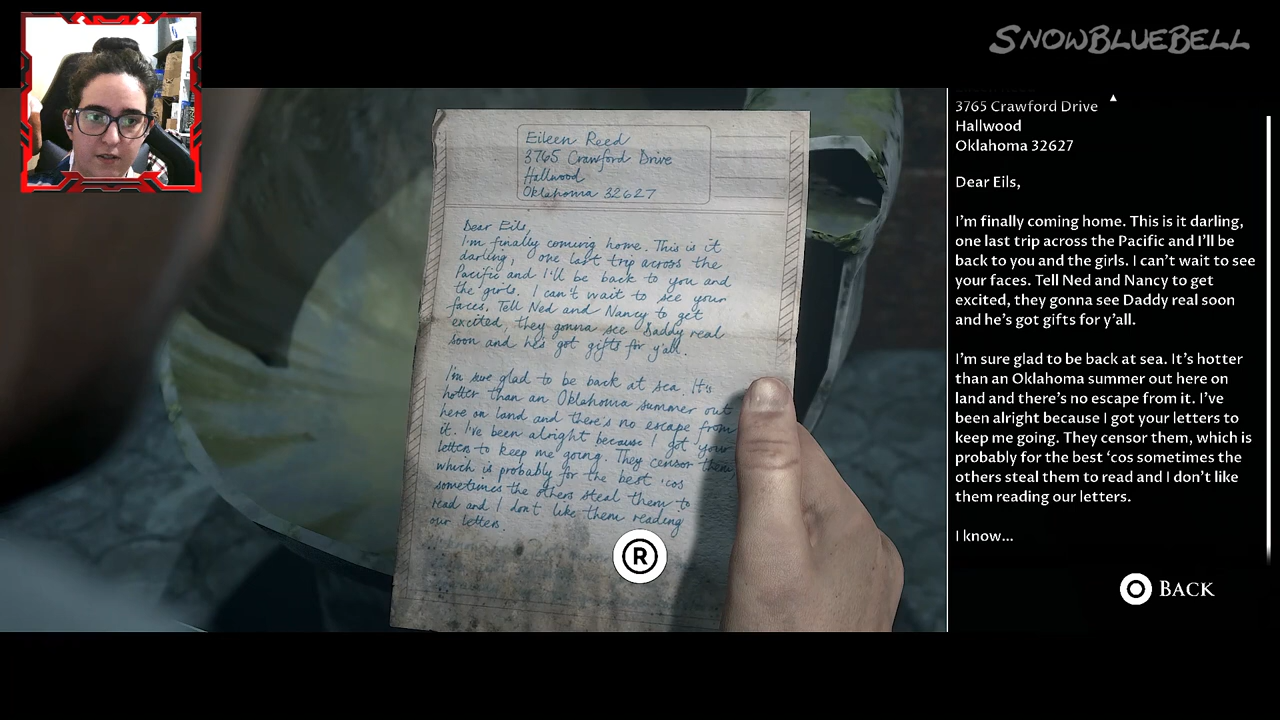 SNOWBLUEBELL
Eileen Reed
3765 Crawford Drive
Hallwood
Oklahoma 32627
Dear Eils,
I'm finally coming home. This is it
darling, one last trip across the
Pacific and I'll be back to you and
the girls. I can't wait to see your
faces. Tell Ned and Nancy to get
excited, they gonna see Daddy real
soon and he's got gifts for y'all.
I'm sure glad to be back at sea. It's
hotter than an Oklahoma summer out
here on land and there's no escape from
it. I've been alright because I got your
letters to keep me going. They censor them,
which is probably for the best 'cos
sometimes the others steal them to
read and I don't like them reading
our letters.
R
3765 Crawford Drive
Hallwood
Oklahoma 32627
Dear Eils,
I'm finally coming home. This is it darling,
one last trip across the Pacific and I'll be
back to you and the girls. I can't wait to see
your faces. Tell Ned and Nancy to get
excited, they gonna see Daddy real soon
and he's got gifts for y'all.
I'm sure glad to be back at sea. It's hotter
than an Oklahoma summer out here on
land and there's no escape from it. I've
been alright because I got your letters to
keep me going. They censor them, which is
probably for the best 'cos sometimes the
others steal them to read and I don't like
them reading our letters.
I know...
BACK